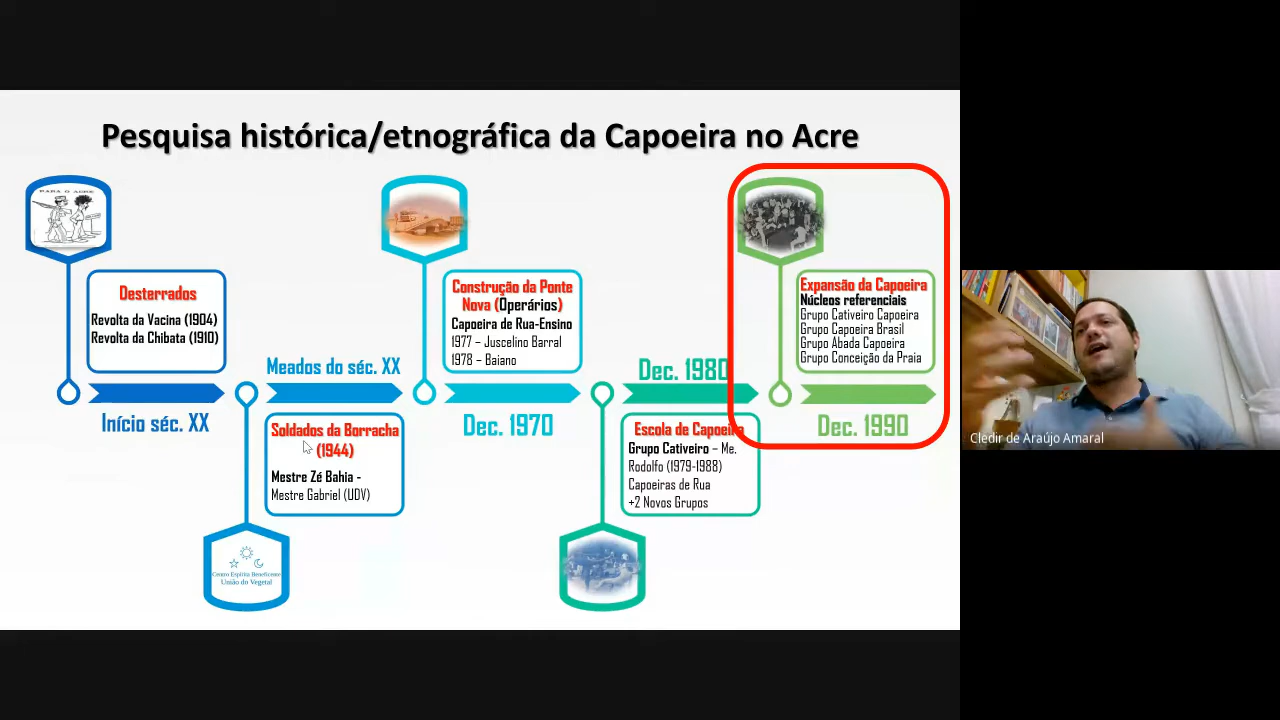 Pesquisa histórica/etnográfica da Capoeira no Acre
PARA O ACRE
Desterrados
Revolta da Vacina (1904)
Revolta da Chibata (1910)
Início séc. XX
Meados do séc. XX
Soldados da Borracha
(1944)
Mestre Zé Bahia -
Mestre Gabriel (UDV)
Centro Espírita Beneficente
União do Vegetal
Construção da Ponte
Nova (Operários)
Capoeira de Rua-Ensino
1977 – Juscelino Barral
1978 – Baiano
Dec. 1970
Dec. 1980
Escola de Capoeira
Grupo Cativeiro – Me.
Rodolfo (1979-1988)
Capoeiras de Rua
+2 Novos Grupos
Expansão da Capoeira
Núcleos referenciais
Grupo Cativeiro Capoeira
Grupo Capoeira Brasil
Grupo Abada Capoeira
Grupo Conceição da Praia
Dec. 1990
Cledir de Araújo Amaral